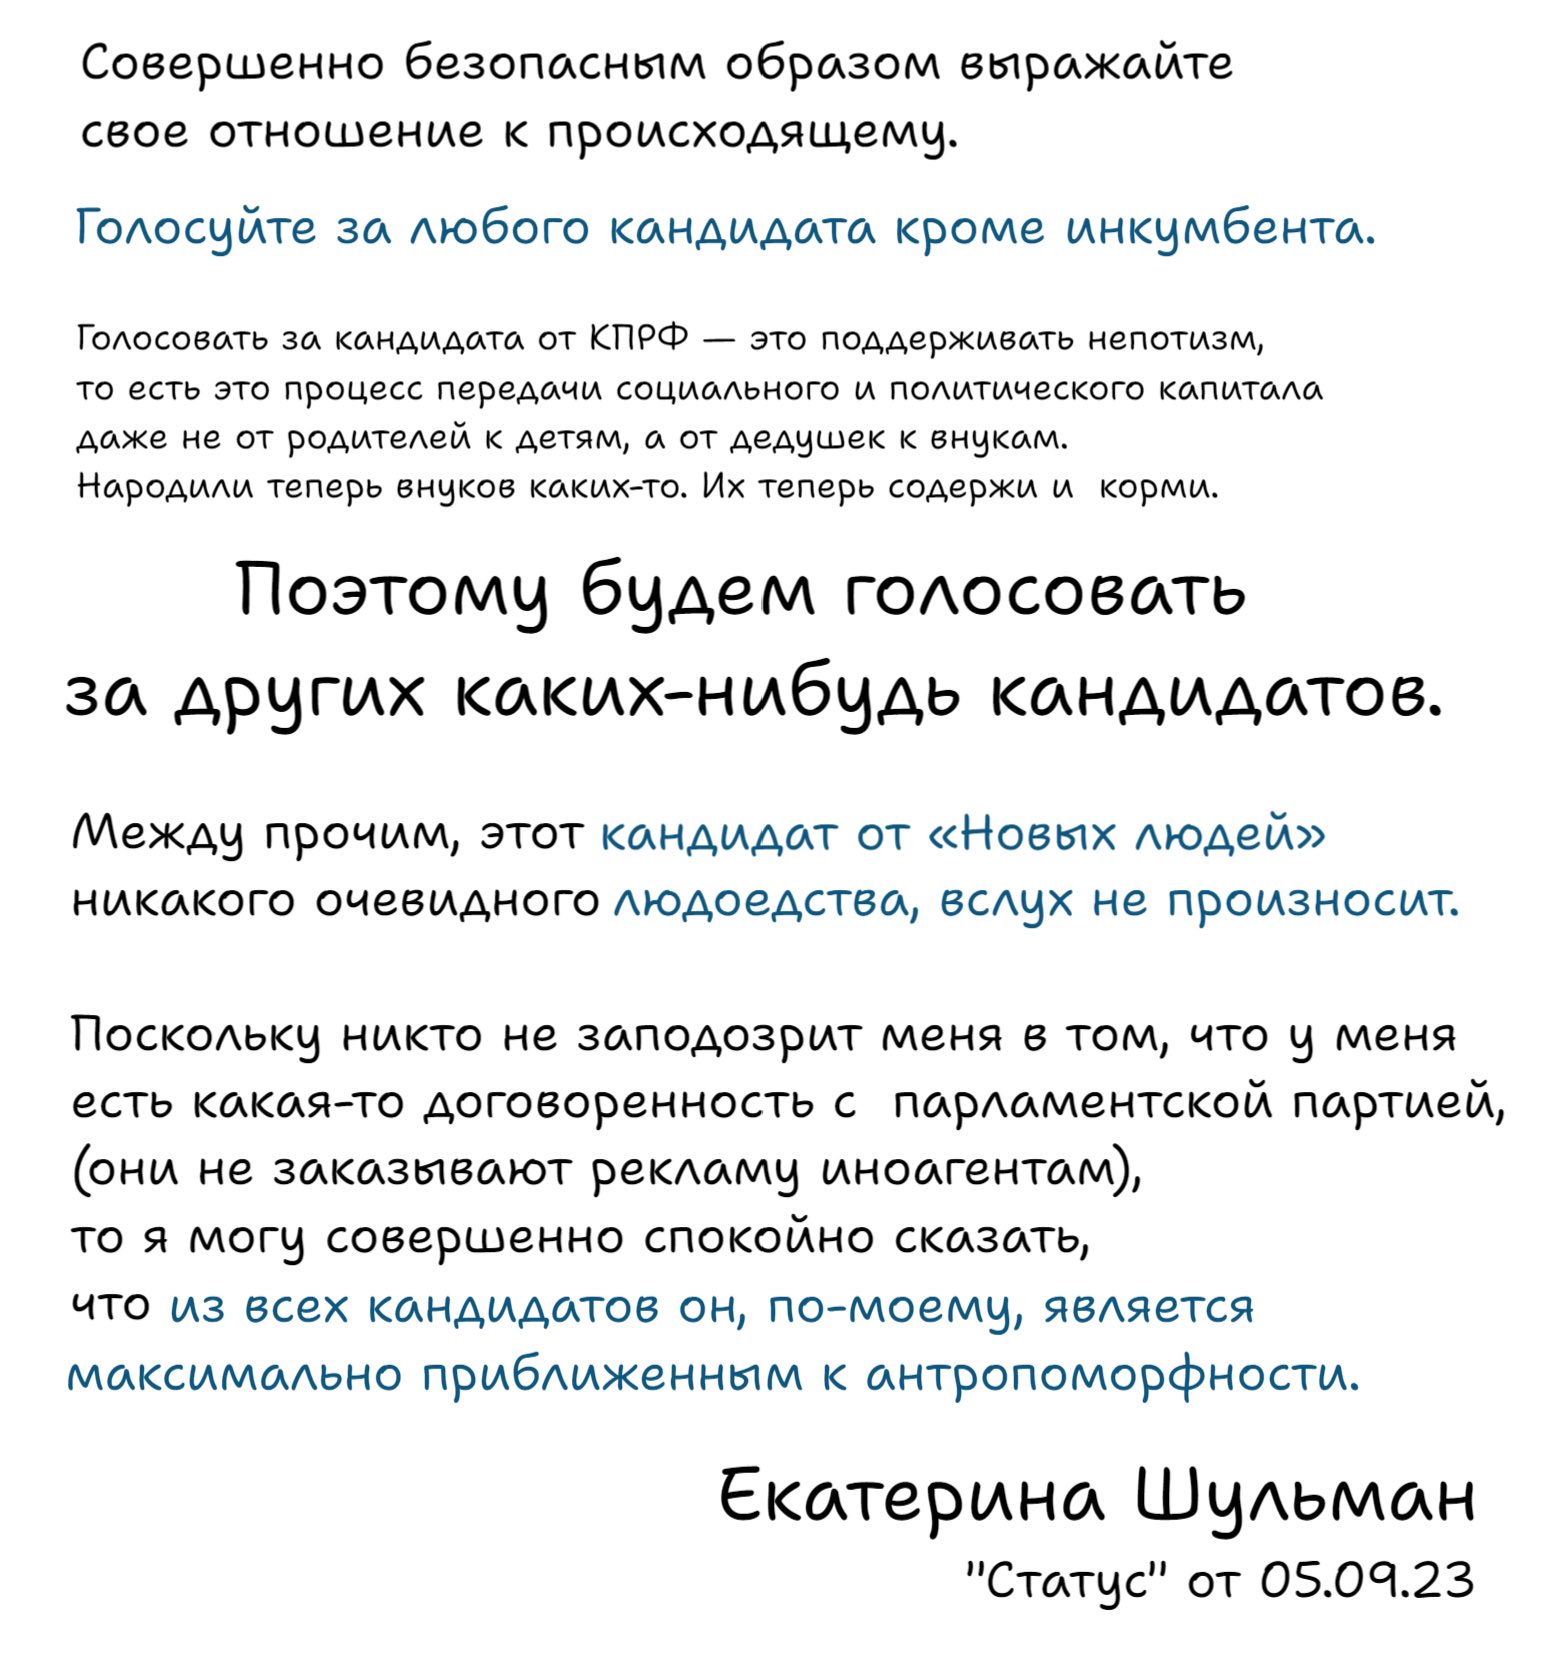 Совершенно безопасным образом выражайте
свое отношение к происходящему.
Голосуйте за любого кандидата кроме инкумбента.
Голосовать за кандидата от КПРФ — это поддерживать непотизм,
то есть это процесс передачи социального и политического капитала
даже не от родителей к детям, а от дедушек к внукам.
Народили теперь внуков каких-то. Их теперь содержи и корми.
Поэтому будем голосовать
за других каких-нибудь кандидатов.
Между прочим, этот кандидат от «Новых людей»
никакого очевидного людоедства, вслух не произносит.
Поскольку никто не заподозрит меня в том, что у меня
есть какая-то договоренность с парламентской партией,
(они не заказывают рекламу иноагентам),
то я могу совершенно спокойно сказать,
что из всех кандидатов он, по-моему, является
максимально приближенным к антропоморфности.
Екатерина Шульман
"Статус" от 05.09.23